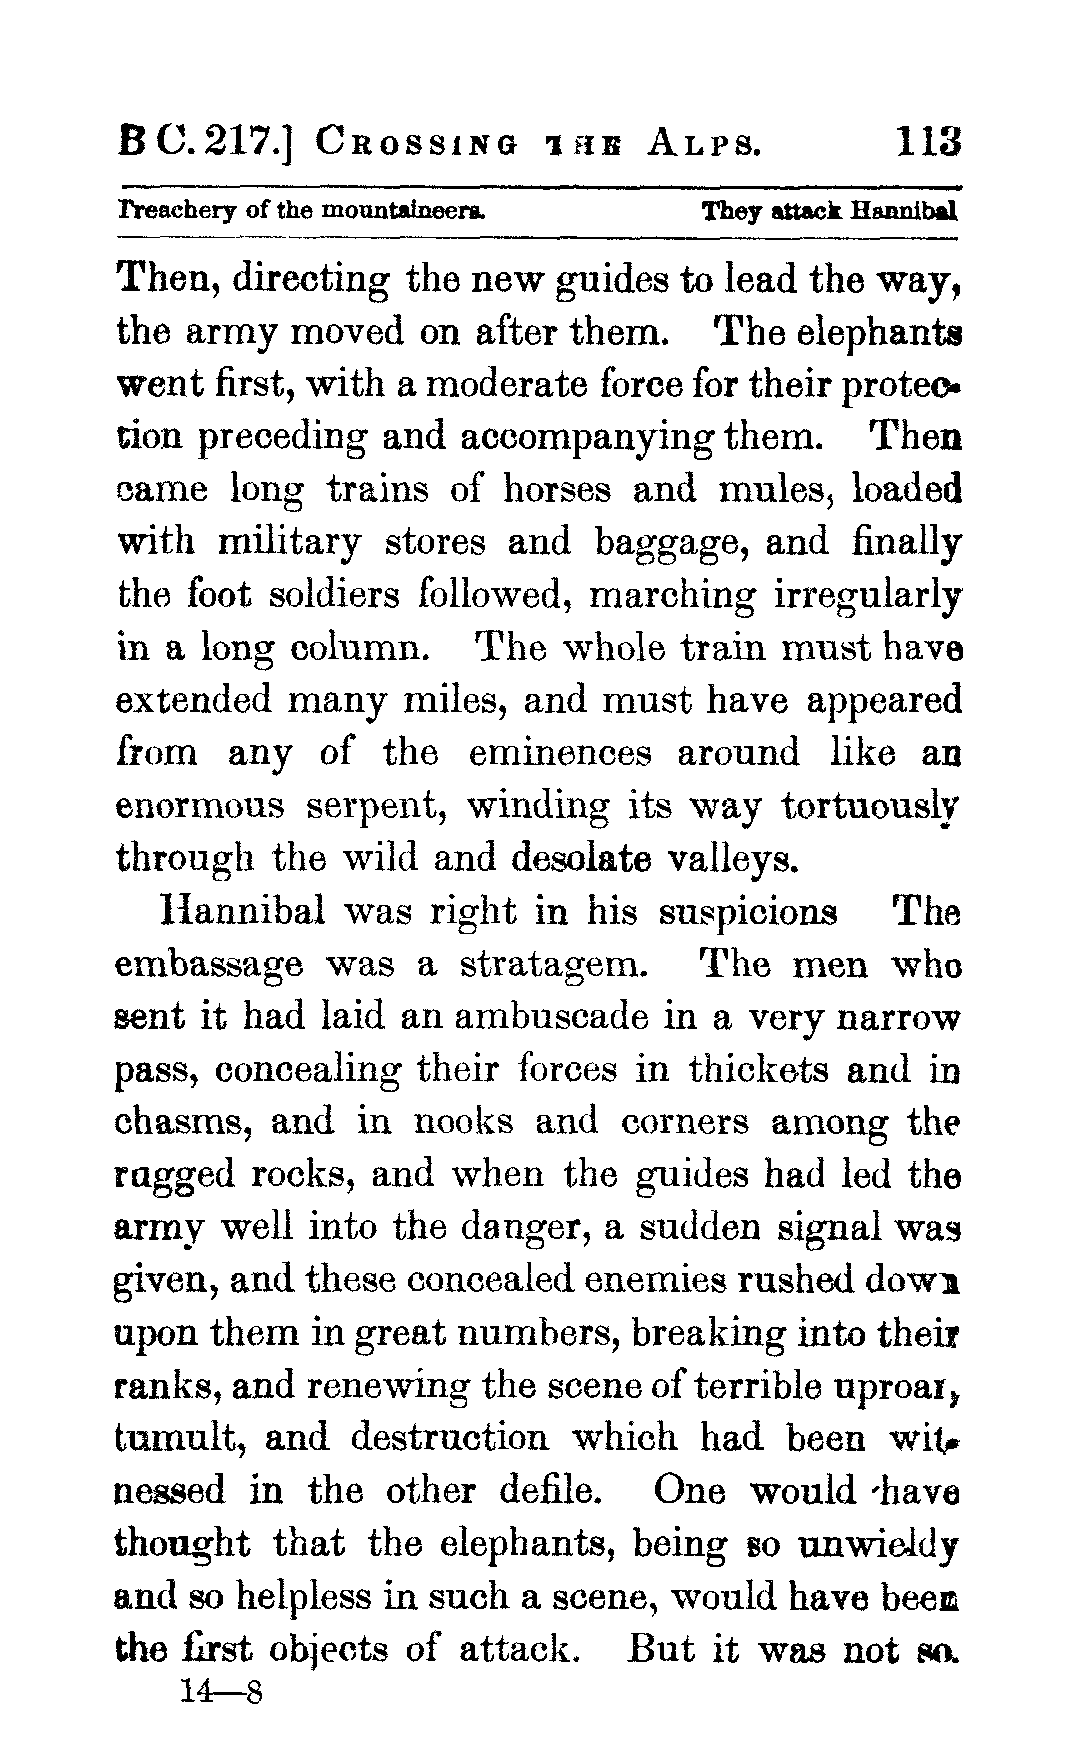 B C. 217.] CROSSING THE ALPS. 113
Treachery of the mountaineers. They attack Hannibal
Then, directing the new guides to lead the way,
the army moved on after them. The elephants
went first, with a moderate force for their protec-
tion preceding and accompanying them. Then
came long trains of horses and mules, loaded
with military stores and baggage, and finally
the foot soldiers followed, marching irregularly
in a long column. The whole train must have
extended many miles, and must have appeared
from any of the eminences around like an
enormous serpent, winding its way tortuously
through the wild and desolate valleys.
Hannibal was right in his suspicions The
embassage was a stratagem. The men who
sent it had laid an ambuscade in a very narrow
pass, concealing their forces in thickets and in
chasms, and in nooks and corners among the
rugged rocks, and when the guides had led the
army well into the danger, a sudden signal was
given, and these concealed enemies rushed down
upon them in great numbers, breaking into their
ranks, and renewing the scene of terrible uproar,
tumult, and destruction which had been wit-
nessed in the other defile. One would have
thought that the elephants, being so unwieldy
and so helpless in such a scene, would have been
the first objects of attack. But it was not so.
14—8